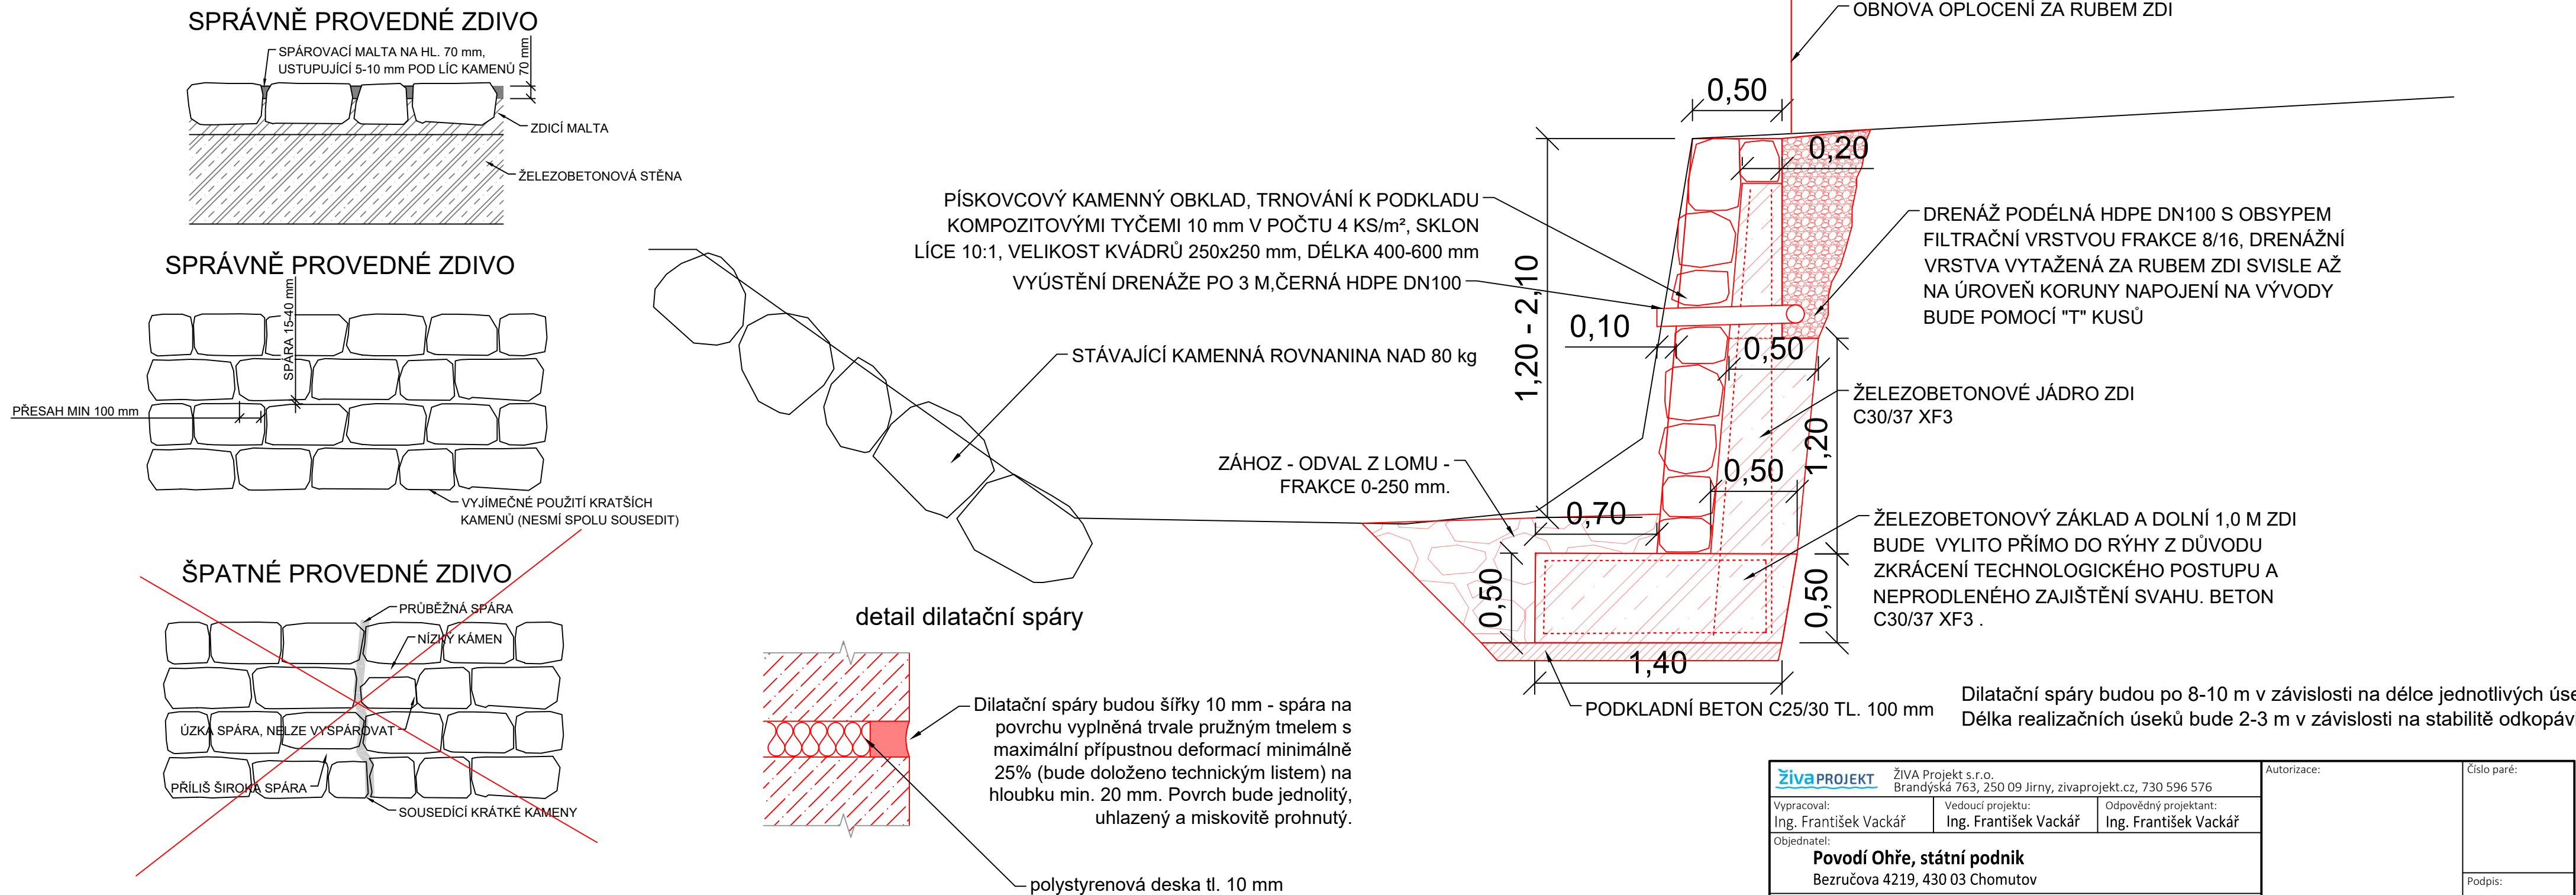 SPRÁVNĚ PROVEDNÉ ZDIVO
SPÁROVACÍ MALTA NA HL. 70 mm,
USTUPUJÍCÍ 5-10 mm POD LÍC KAMENŮ
70 mm
ZDICÍ MALTA
ŽELEZOBETONOVÁ STĚNA
SPRÁVNĚ PROVEDNÉ ZDIVO
SPÁRA 15-40 mm
PŘESAH MIN 100 mm
VYJÍMEČNÉ POUŽITÍ KRATŠÍCH
KAMENŮ (NESMÍ SPOLU SOUSEDIT)
ŠPATNÉ PROVEDNÉ ZDIVO
PRŮBĚŽNÁ SPÁRA
NÍZKÝ KÁMEN
ÚZKÁ SPÁRA, NELZE VYSPÁROVAT
PŘÍLIŠ ŠIROKÁ SPÁRA
SOUSEDÍCÍ KRÁTKÉ KAMENY
OBNOVA OPLOCENÍ ZA RUBEM ZDI
0,50
0,20
PÍSKOVCOVÝ KAMENNÝ OBKLAD, TRNOVÁNÍ K PODKLADU
KOMPOZITOVÝMI TYČEMI 10 mm V POČTU 4 KS/m², SKLON
LÍCE 10:1, VELIKOST KVÁDRŮ 250x250 mm, DÉLKA 400-600 mm
VYÚSTĚNÍ DRENÁŽE PO 3 M,ČERNÁ HDPE DN100
DRENÁŽ PODÉLNÁ HDPE DN100 S OBSYPEM
FILTRAČNÍ VRSTVOU FRAKCE 8/16, DRENÁŽNÍ
VRSTVA VYTAŽENÁ ZA RUBEM ZDI SVISLE AŽ
NA ÚROVEŇ KORUNY NAPOJENÍ NA VÝVODY
BUDE POMOCÍ "T" KUSŮ
1,20 - 2,10
0,10
0,50
STÁVAJÍCÍ KAMENNÁ ROVNANINA NAD 80 kg
ŽELEZOBETONOVÉ JÁDRO ZDI
C30/37 XF3
1,20
0,50
ZÁHOZ - ODVAL Z LOMU -
FRAKCE 0-250 mm.
0,70
ŽELEZOBETONOVÝ ZÁKLAD A DOLNÍ 1,0 M ZDI
BUDE VYLITO PŘÍMO DO RÝHY Z DŮVODU
ZKRÁCENÍ TECHNOLOGICKÉHO POSTUPU A
NEPRODLENÉHO ZAJIŠTĚNÍ SVAHU. BETON
C30/37 XF3 .
0,50
0,50
1,40
PODKLADNÍ BETON C25/30 TL. 100 mm
detail dilatační spáry
Dilatační spáry budou šířky 10 mm - spára na
povrchu vyplněná trvale pružným tmelem s
maximální přípustnou deformací minimálně
25% (bude doloženo technickým listem) na
hloubku min. 20 mm. Povrch bude jednolitý,
uhlazený a miskovitě prohnutý.
polystyrenová deska tl. 10 mm
Dilatační spáry budou po 8-10 m v závislosti na délce jednotlivých úse
Délka realizačních úseků bude 2-3 m v závislosti na stabilitě odkopáv
živa PROJEKT
ŽIVA Projekt s.r.o.
Brandýská 763, 250 09 Jirny, zivaprojekt.cz, 730 596 576
Vypracoval:
Ing. František Vackář
Vedoucí projektu:
Ing. František Vackář
Odpovědný projektant:
Ing. František Vackář
Objednatel:
Povodí Ohře, státní podnik
Bezručova 4219, 430 03 Chomutov
Autorizace:
Číslo paré:
Podpis: